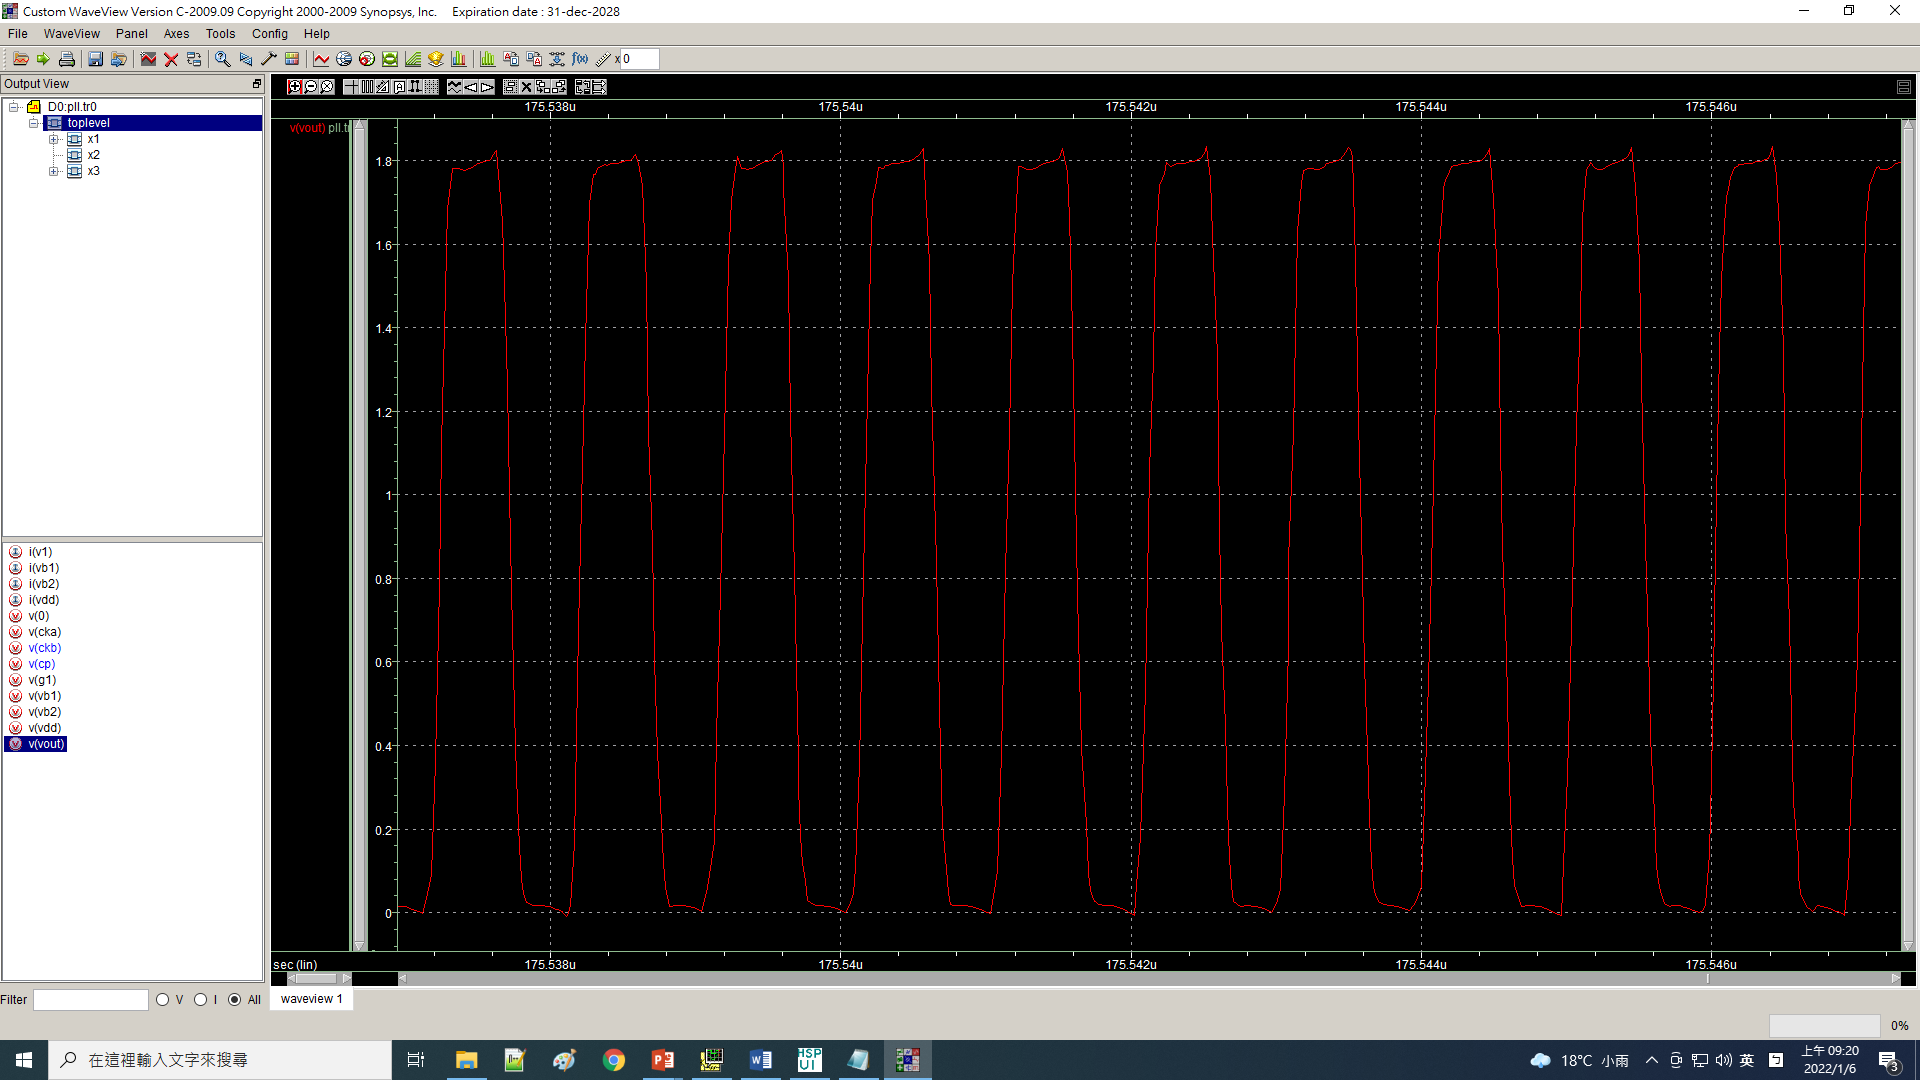 Custom WaveView Version C-2009.09 Copyright 2000-2009 Synopsys, Inc. Expiration date : 31-dec-2028
File WaveView Panel Axes Tools Config Help
f(x) x 0
Output View
D0:pll.tr0
toplevel
x1
x2
x3
175.538u 175.54u 175.542u 175.544u 175.546u
v(vout) pll.tr
1.8
1.6
1.4
1.2
1
0.8
0.6
0.4
0.2
0
i(v1)
i(vb1)
i(vb2)
i(vdd)
v(0)
v(cka)
v(ckb)
v(cp)
v(g1)
v(vb1)
v(vb2)
v(vdd)
v(vout)
sec (lin) 175.538u 175.54u 175.542u 175.544u 175.546u
Filter V I All waveview 1
0%
在這裡輸入文字來搜尋
HSP UI
18°C 小雨
英
上午 09:20
2022/1/6
3